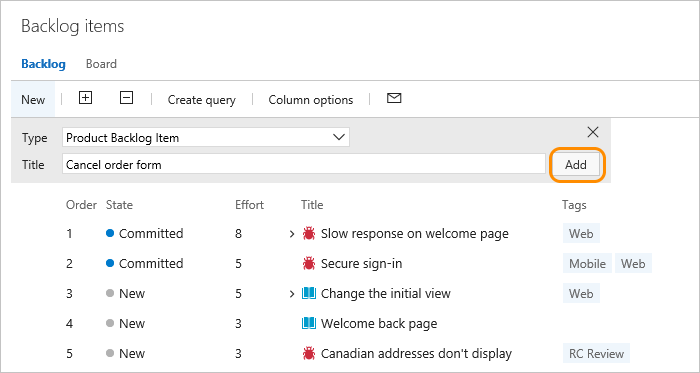 Backlog items
Backlog Board
New Create query Column options
Type Product Backlog Item
Title Cancel order form Add
Order State Effort Title Tags
1 Committed 8 Slow response on welcome page Web
2 Committed 5 Secure sign-in Mobile Web
3 New 5 Change the initial view Web
4 New 3 Welcome back page
5 New 3 Canadian addresses don't display RC Review